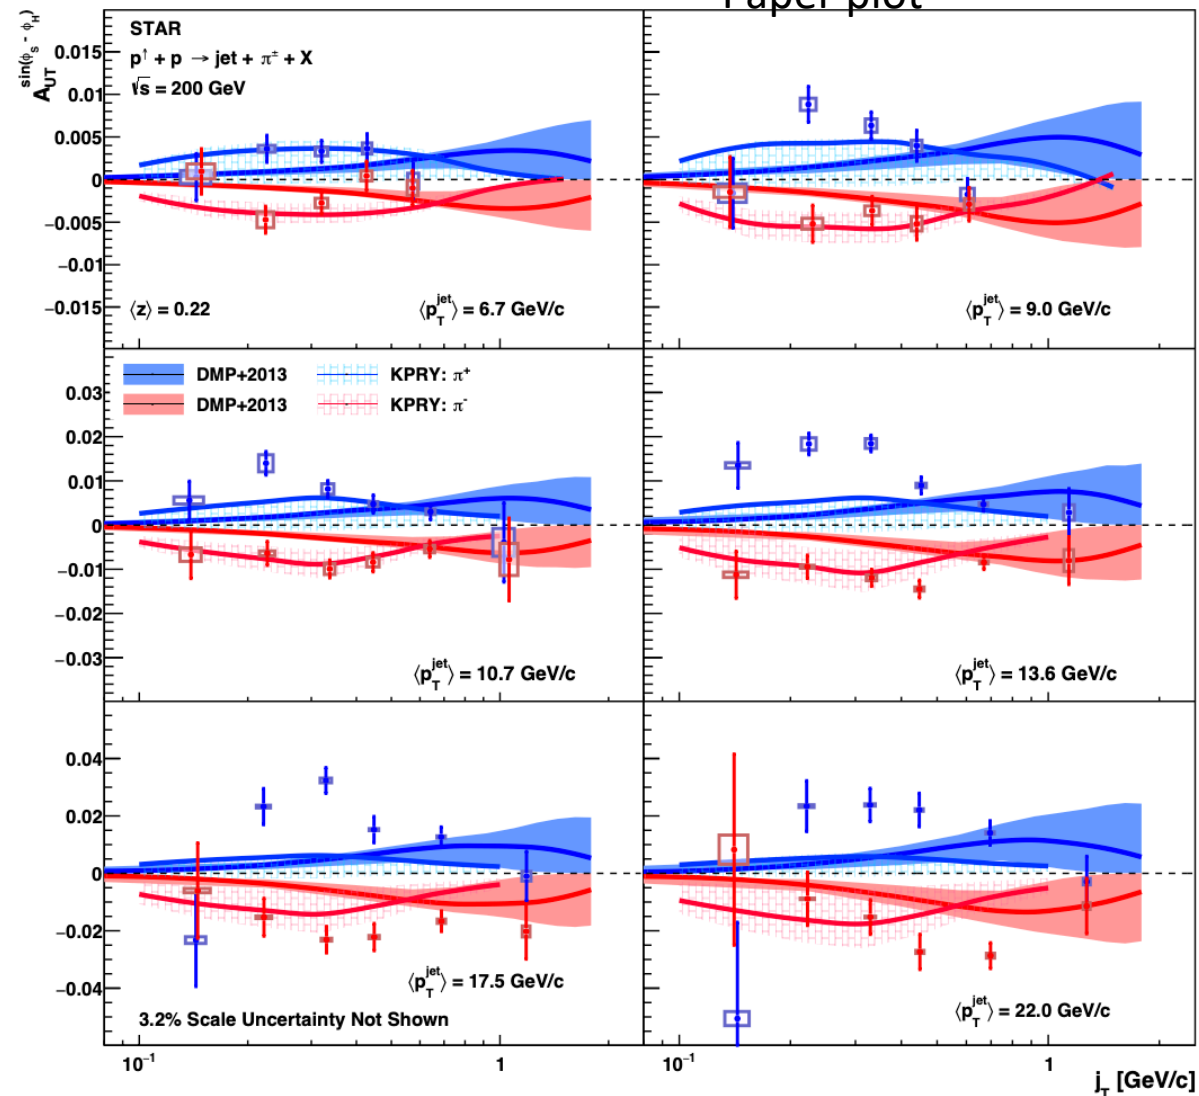 Paper plot
A_UT^sin(ϕ_S - ϕ_H)
STAR
p↑ + p → jet + π± + X
√s = 200 GeV
0.015
0.01
0.005
0
−0.005
−0.01
−0.015
⟨z⟩ = 0.22
⟨p_T^jet⟩ = 6.7 GeV/c
⟨p_T^jet⟩ = 9.0 GeV/c
DMP+2013
KPRY: π+
DMP+2013
KPRY: π-
0.03
0.02
0.01
0
−0.01
−0.02
−0.03
⟨p_T^jet⟩ = 10.7 GeV/c
⟨p_T^jet⟩ = 13.6 GeV/c
0.04
0.02
0
−0.02
−0.04
⟨p_T^jet⟩ = 17.5 GeV/c
3.2% Scale Uncertainty Not Shown
⟨p_T^jet⟩ = 22.0 GeV/c
10−1
1
10−1
1
j_T [GeV/c]